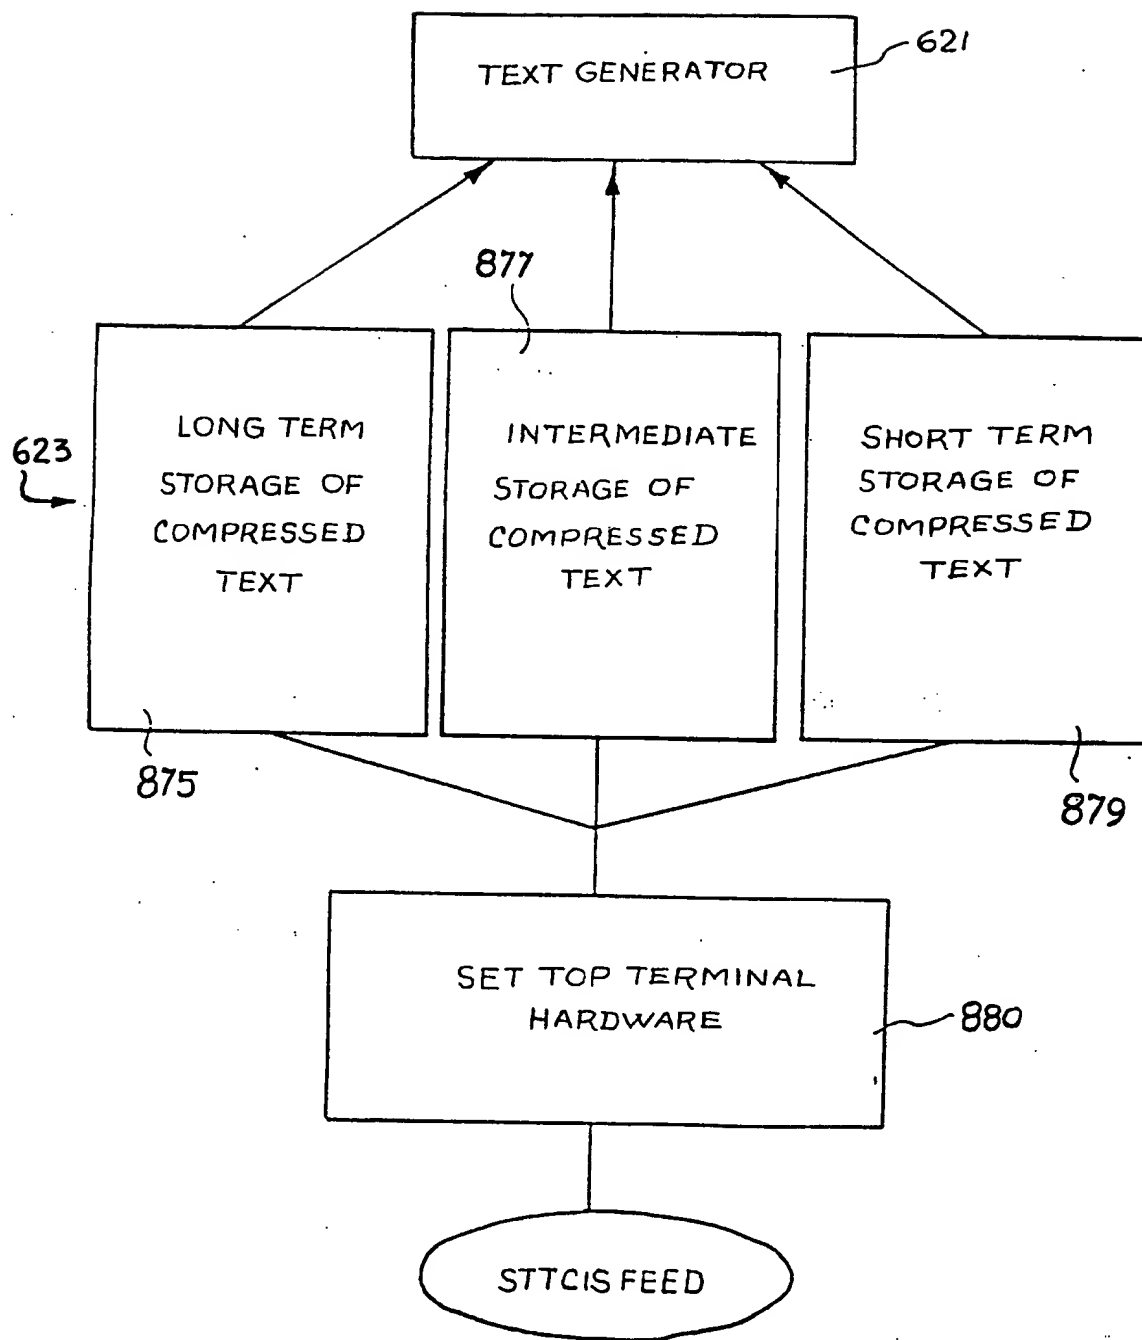 TEXT GENERATOR
621
877
623
LONG TERM
STORAGE OF
COMPRESSED
TEXT
INTERMEDIATE
STORAGE OF
COMPRESSED
TEXT
SHORT TERM
STORAGE OF
COMPRESSED
TEXT
875
879
SET TOP TERMINAL
HARDWARE
880
STTCIS FEED